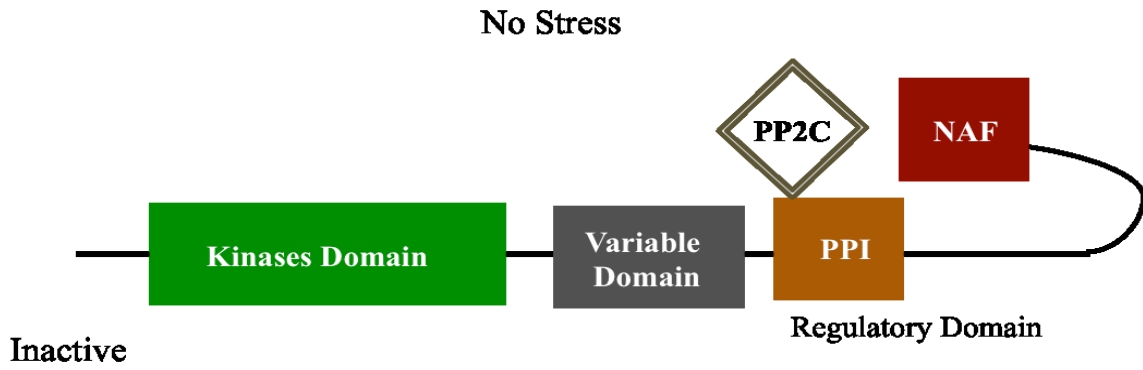 No Stress
PP2C
NAF
Kinases Domain
Variable
Domain
PPI
Regulatory Domain
Inactive